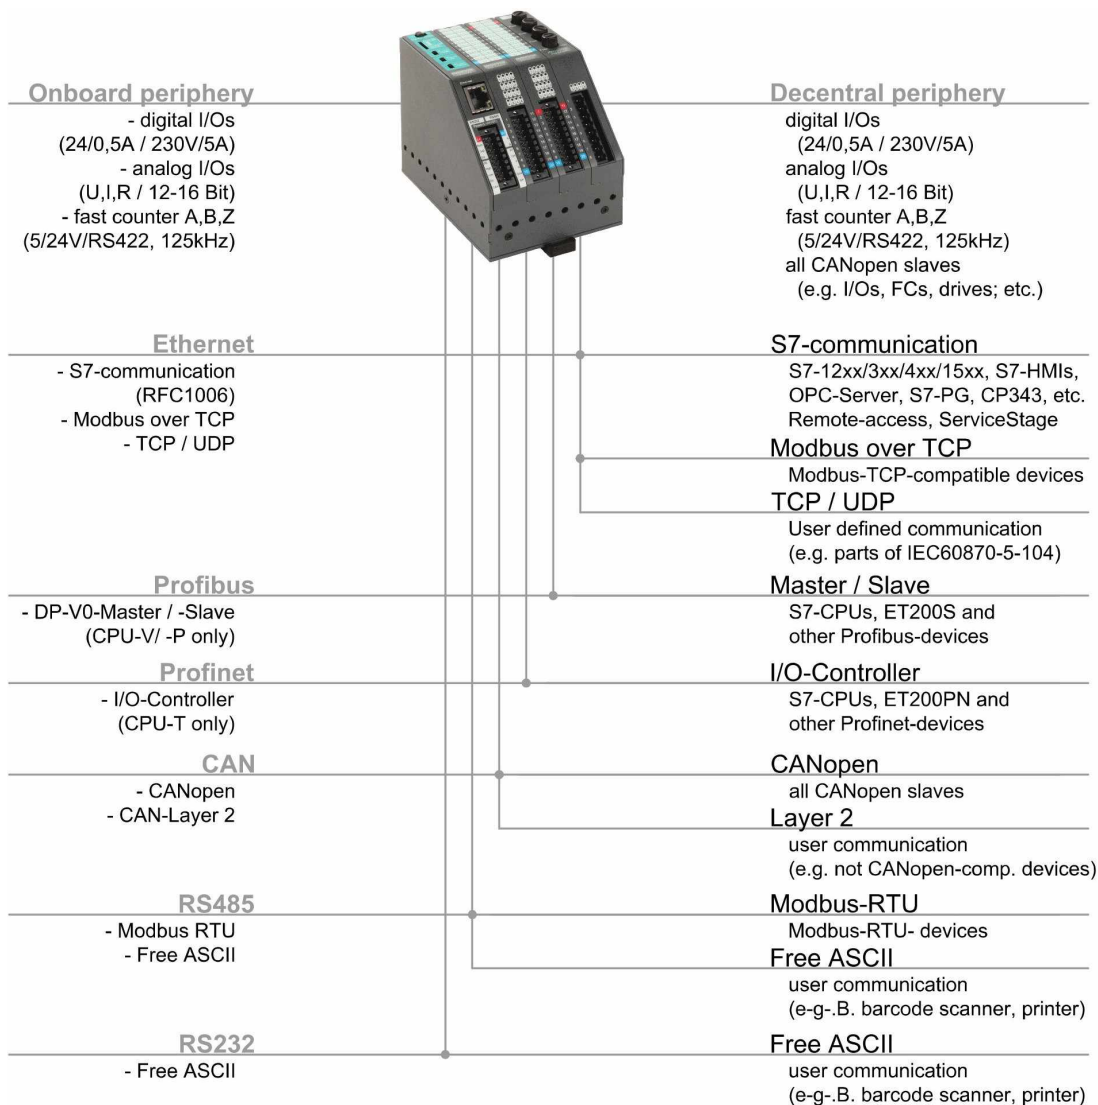 Onboard periphery
- digital I/Os
(24/0,5A / 230V/5A)
- analog I/Os
(U,I,R / 12-16 Bit)
- fast counter A,B,Z
(5/24V/RS422, 125kHz)
Decentral periphery
digital I/Os
(24/0,5A / 230V/5A)
analog I/Os
(U,I,R / 12-16 Bit)
fast counter A,B,Z
(5/24V/RS422, 125kHz)
all CANopen slaves
(e.g. I/Os, FCs, drives; etc.)
Ethernet
- S7-communication
(RFC1006)
- Modbus over TCP
- TCP / UDP
S7-communication
S7-12xx/3xx/4xx/15xx, S7-HMIs,
OPC-Server, S7-PG, CP343, etc.
Remote-access, ServiceStage
Modbus over TCP
Modbus-TCP-compatible devices
TCP / UDP
User defined communication
(e.g. parts of IEC60870-5-104)
Profibus
- DP-V0-Master / -Slave
(CPU-V/ -P only)
Master / Slave
S7-CPUs, ET200S and
other Profibus-devices
Profinet
- I/O-Controller
(CPU-T only)
I/O-Controller
S7-CPUs, ET200PN and
other Profinet-devices
CAN
- CANopen
- CAN-Layer 2
CANopen
all CANopen slaves
Layer 2
user communication
(e.g. not CANopen-comp. devices)
RS485
- Modbus RTU
- Free ASCII
Modbus-RTU
Modbus-RTU- devices
Free ASCII
user communication
(e-g-.B. barcode scanner, printer)
RS232
- Free ASCII
Free ASCII
user communication
(e-g-.B. barcode scanner, printer)